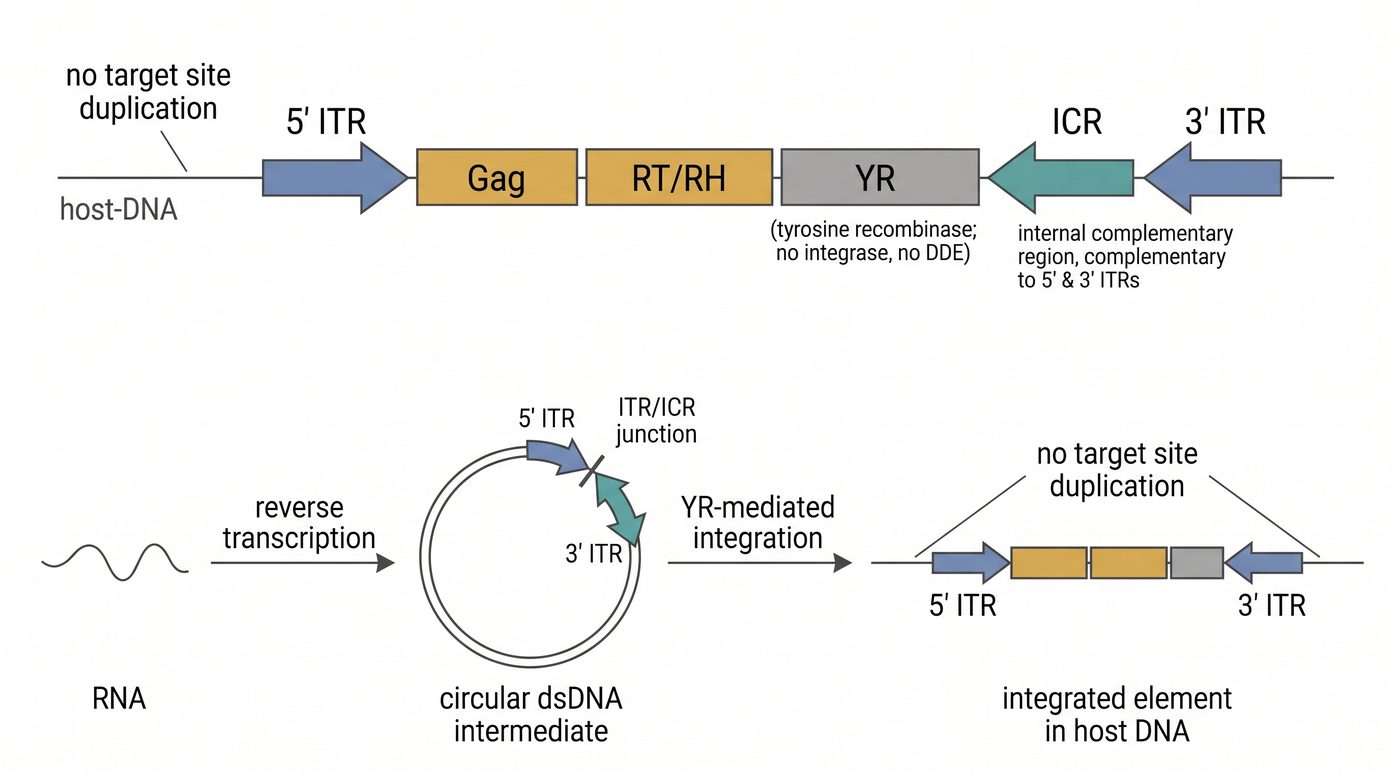 no target site
duplication
5' ITR
ICR
3' ITR
Gag
RT/RH
YR
host-DNA
(tyrosine recombinase;
no integrase, no DDE)
internal complementary
region, complementary
to 5' & 3' ITRs
5' ITR
ITR/ICR
junction
reverse
transcription
3' ITR
YR-mediated
integration
no target site
duplication
5' ITR
3' ITR
RNA
circular dsDNA
intermediate
integrated element
in host DNA